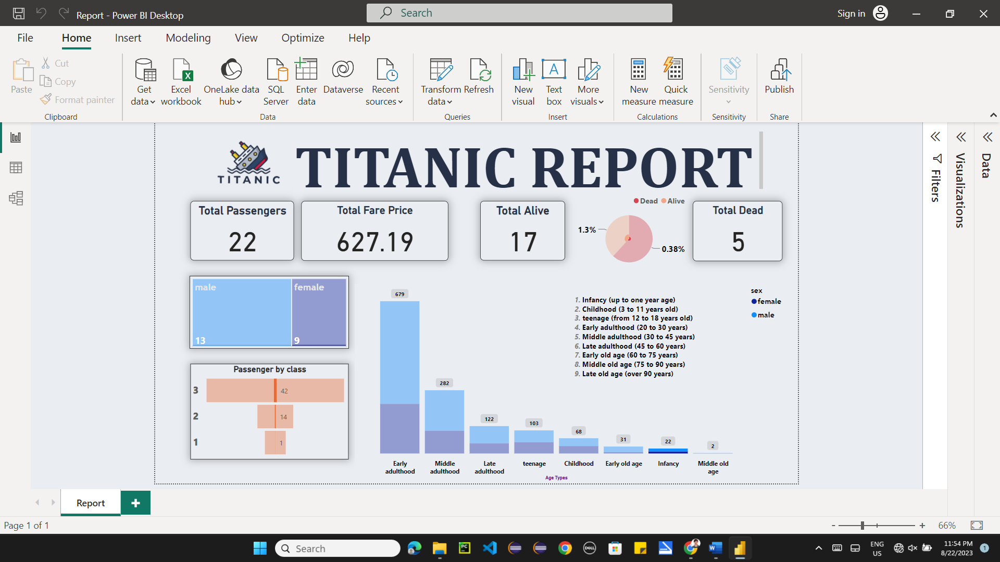 Report - Power BI Desktop
Search
Sign in
File
Home
Insert
Modeling
View
Optimize
Help
Paste
Cut
Copy
Format painter
Clipboard
Get data
Excel workbook
OneLake data hub
SQL Server
Enter data
Dataverse
Recent sources
Data
Transform data
Refresh
Queries
New visual
Text box
More visuals
Insert
New measure
Quick measure
Calculations
Sensitivity
Sensitivity
Publish
Share
TITANIC
TITANIC REPORT
Total Passengers
22
Total Fare Price
627.19
Total Alive
17
Dead
Alive
1.3%
0.38%
Total Dead
5
male
13
female
9
Passenger by class
3
42
2
14
1
1
679
282
122
103
68
31
22
2
Early adulthood
Middle adulthood
Late adulthood
teenage
Childhood
Early old age
Infancy
Middle old age
Age Types
1. Infancy (up to one year age)
2. Childhood (3 to 11 years old)
3. teenage (from 12 to 18 years old)
4. Early adulthood (20 to 30 years)
5. Middle adulthood (30 to 45 years)
6. Late adulthood (45 to 60 years)
7. Early old age (60 to 75 years)
8. Middle old age (75 to 90 years)
9. Late old age (over 90 years)
sex
female
male
Filters
Visualizations
Data
Report
Page 1 of 1
66%
Search
PC
DELL
ENG
US
11:54 PM
8/22/2023
1